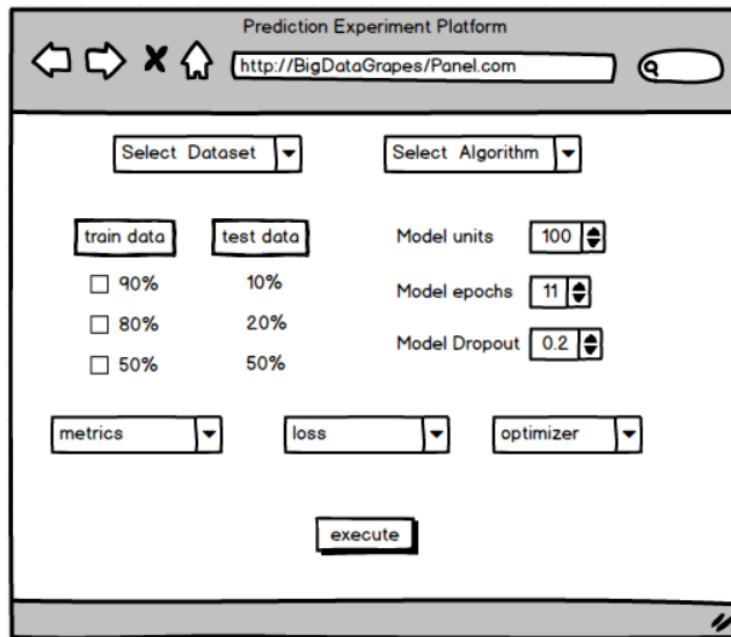 Prediction Experiment Platform
http://BigDataGrapes/Panel.com
Select Dataset
Select Algorithm
train data
test data
Model units
100
90%
10%
Model epochs
11
80%
20%
Model Dropout
0.2
50%
50%
metrics
loss
optimizer
execute